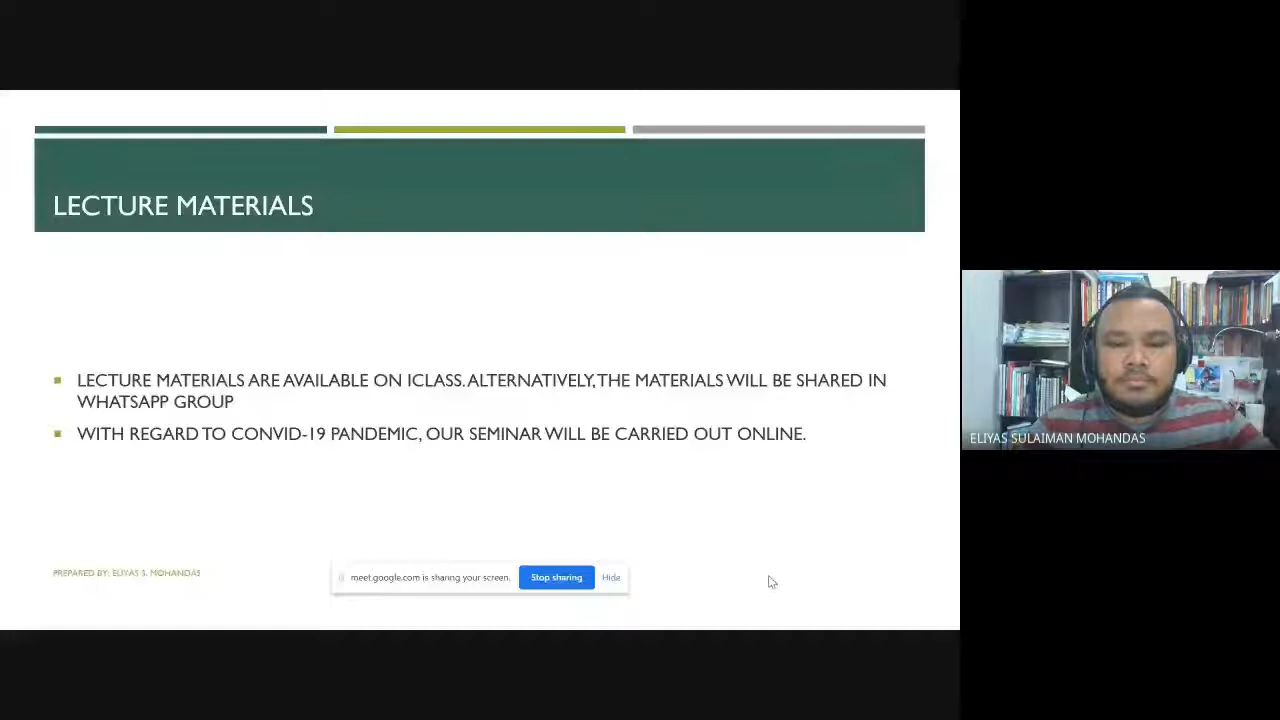 LECTURE MATERIALS
LECTURE MATERIALS ARE AVAILABLE ON ICLASS. ALTERNATIVELY, THE MATERIALS WILL BE SHARED IN
WHATSAPP GROUP
WITH REGARD TO CONVID-19 PANDEMIC, OUR SEMINAR WILL BE CARRIED OUT ONLINE.
PREPARED BY: ELIYAS S. MOHANDAS
meet.google.com is sharing your screen.
Stop sharing
Hide
ELIYAS SULAIMAN MOHANDAS